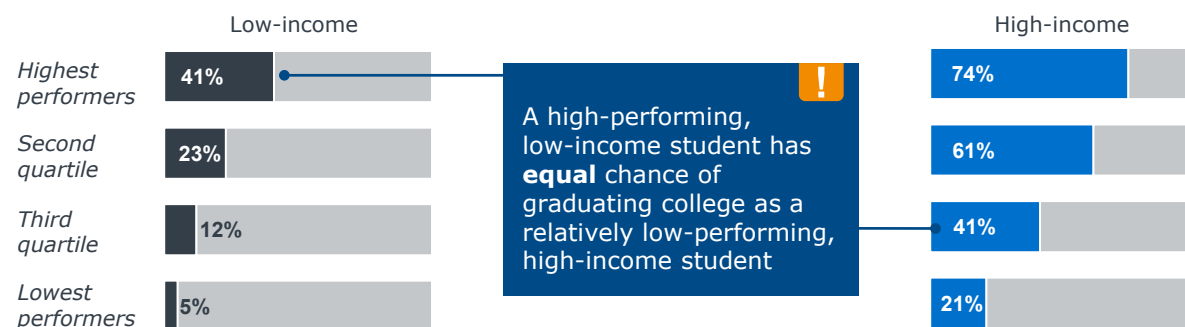 Low-income
High-income
Highest
performers
41%
74%
!
A high-performing,
low-income student has
equal chance of
graduating college as a
relatively low-performing,
high-income student
Second
quartile
23%
61%
Third
quartile
12%
41%
Lowest
performers
5%
21%